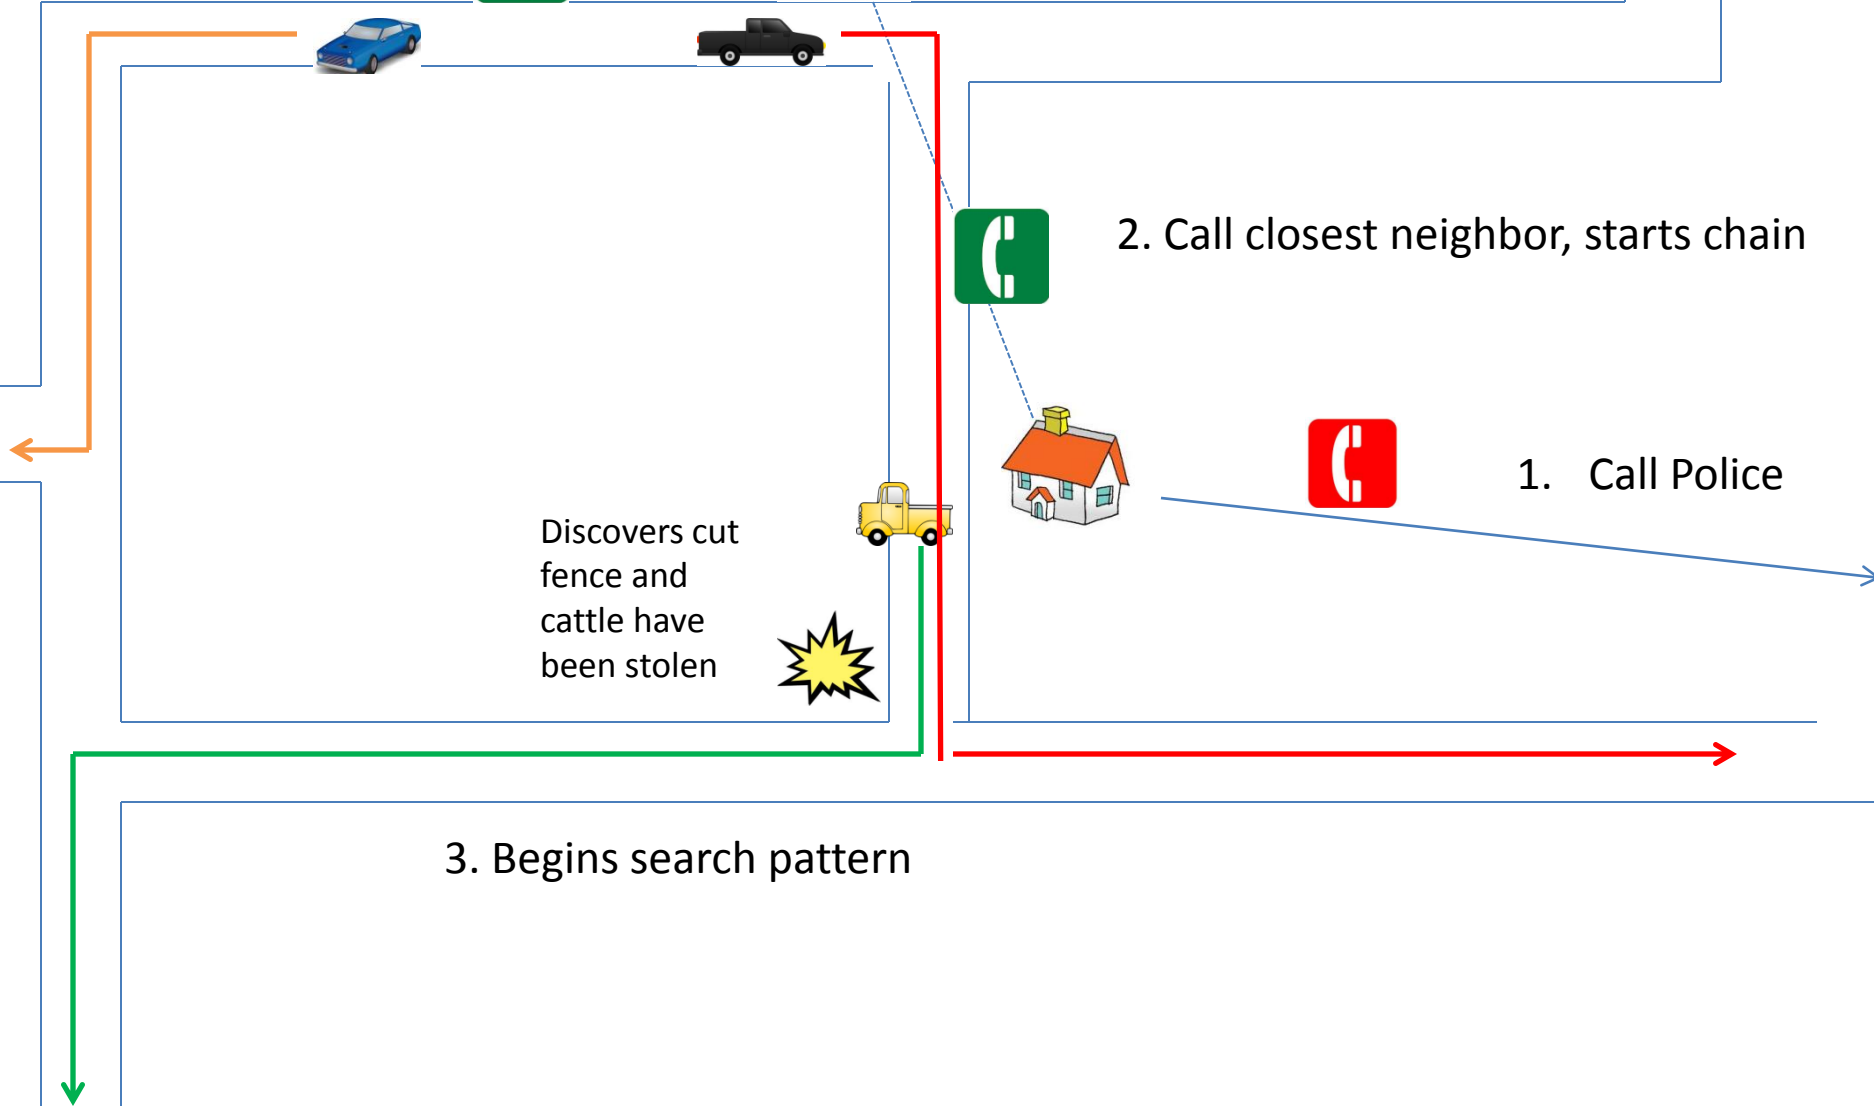 2. Call closest neighbor, starts chain
1. Call Police
Discovers cut
fence and
cattle have
been stolen
3. Begins search pattern